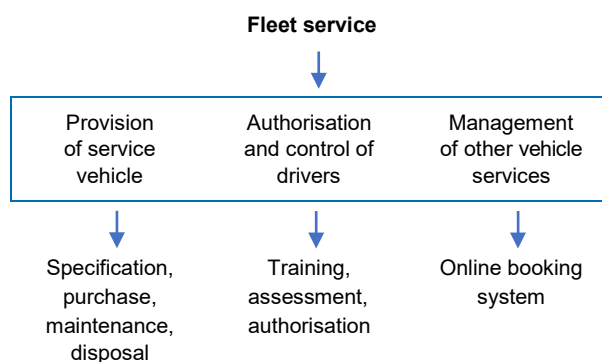 Fleet service
Provision
of service
vehicle
Authorisation
and control of
drivers
Management
of other vehicle
services
Specification,
purchase,
maintenance,
disposal
Training,
assessment,
authorisation
Online booking
system